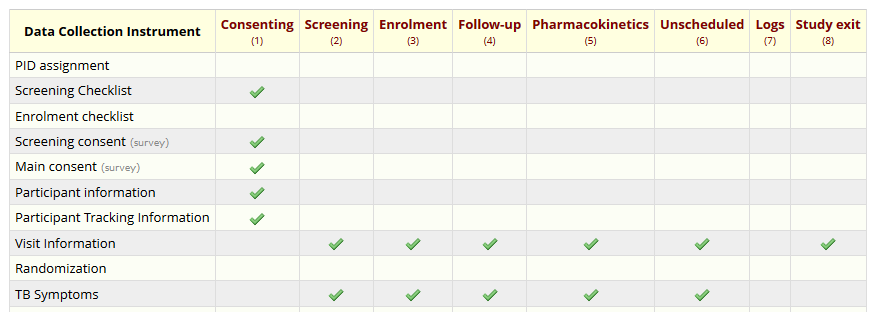 Data Collection Instrument Consenting Screening Enrolment Follow-up Pharmacokinetics Unscheduled Logs Study exit
(1) (2) (3) (4) (5) (6) (7) (8)
PID assignment
Screening Checklist
Enrolment checklist
Screening consent (survey)
Main consent (survey)
Participant information
Participant Tracking Information
Visit Information
Randomization
TB Symptoms